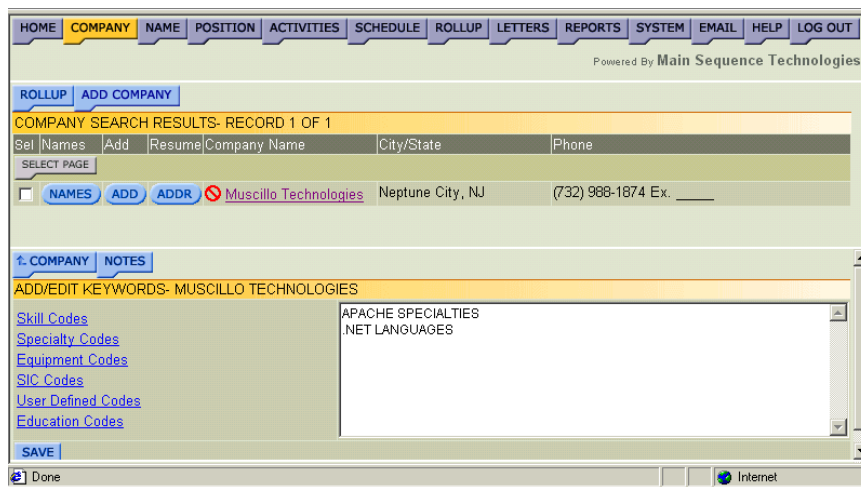 HOME COMPANY NAME POSITION ACTIVITIES SCHEDULE ROLLUP LETTERS REPORTS SYSTEM EMAIL HELP LOG OUT
Powered By Main Sequence Technologies
ROLLUP ADD COMPANY
COMPANY SEARCH RESULTS- RECORD 1 OF 1
Sel Names Add Resume Company Name City/State Phone
SELECT PAGE
NAMES ADD ADDR Muscillo Technologies Neptune City, NJ (732) 988-1874 Ex. _____
COMPANY NOTES
ADD/EDIT KEYWORDS- MUSCILLO TECHNOLOGIES
Skill Codes
Specialty Codes
Equipment Codes
SIC Codes
User Defined Codes
Education Codes
APACHE SPECIALTIES
.NET LANGUAGES
SAVE
Done Internet